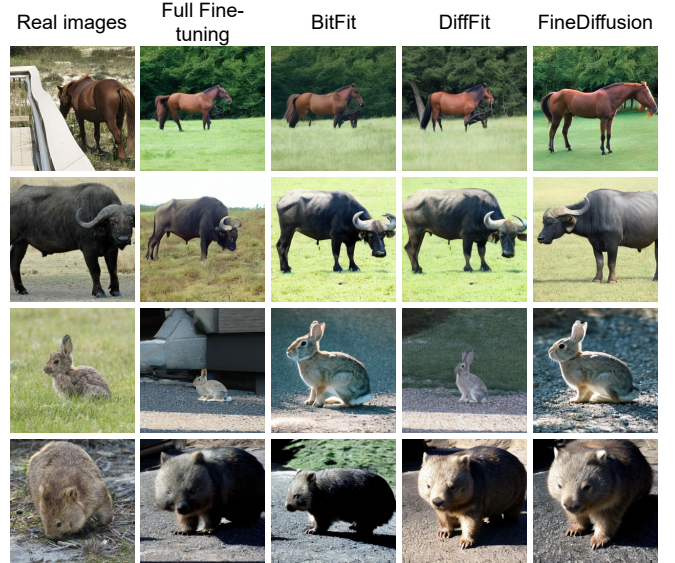 Real images
Full Fine-
tuning
BitFit
DiffFit
FineDiffusion